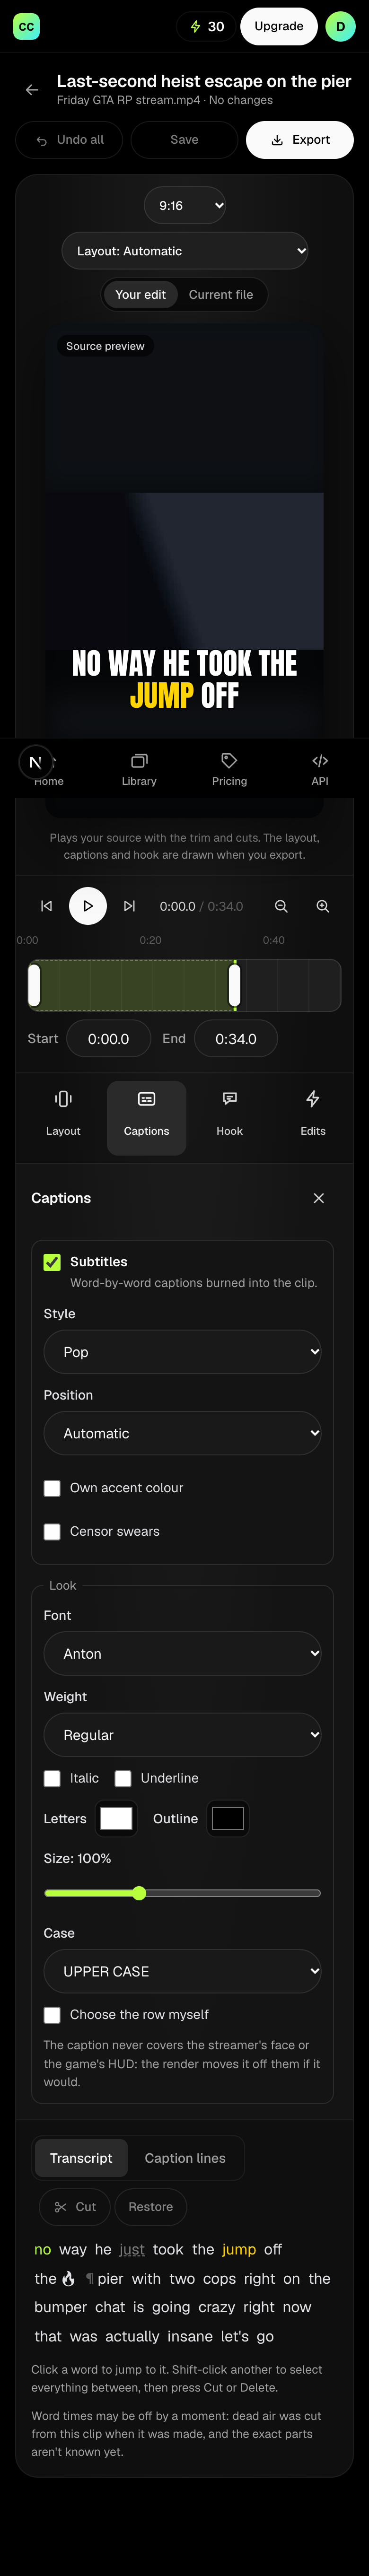 CC
30
Upgrade
D
Last-second heist escape on the pier
Friday GTA RP stream.mp4 · No changes
Undo all
Save
Export
9:16
Layout: Automatic
Your edit
Current file
Source preview
NO WAY HE TOOK THE
JUMP OFF
N
Home
Library
Pricing
API
Plays your source with the trim and cuts. The layout,
captions and hook are drawn when you export.
0:00.0 / 0:34.0
0:00
0:20
0:40
Start
0:00.0
End
0:34.0
Layout
Captions
Hook
Edits
Captions
Subtitles
Word-by-word captions burned into the clip.
Style
Pop
Position
Automatic
Own accent colour
Censor swears
Look
Font
Anton
Weight
Regular
Italic
Underline
Letters
Outline
Size: 100%
Case
UPPER CASE
Choose the row myself
The caption never covers the streamer's face or
the game's HUD: the render moves it off them if it
would.
Transcript
Caption lines
Cut
Restore
no way he just took the jump off
the 🔥 ¶ pier with two cops right on the
bumper chat is going crazy right now
that was actually insane let's go
Click a word to jump to it. Shift-click another to select
everything between, then press Cut or Delete.
Word times may be off by a moment: dead air was cut
from this clip when it was made, and the exact parts
aren't known yet.